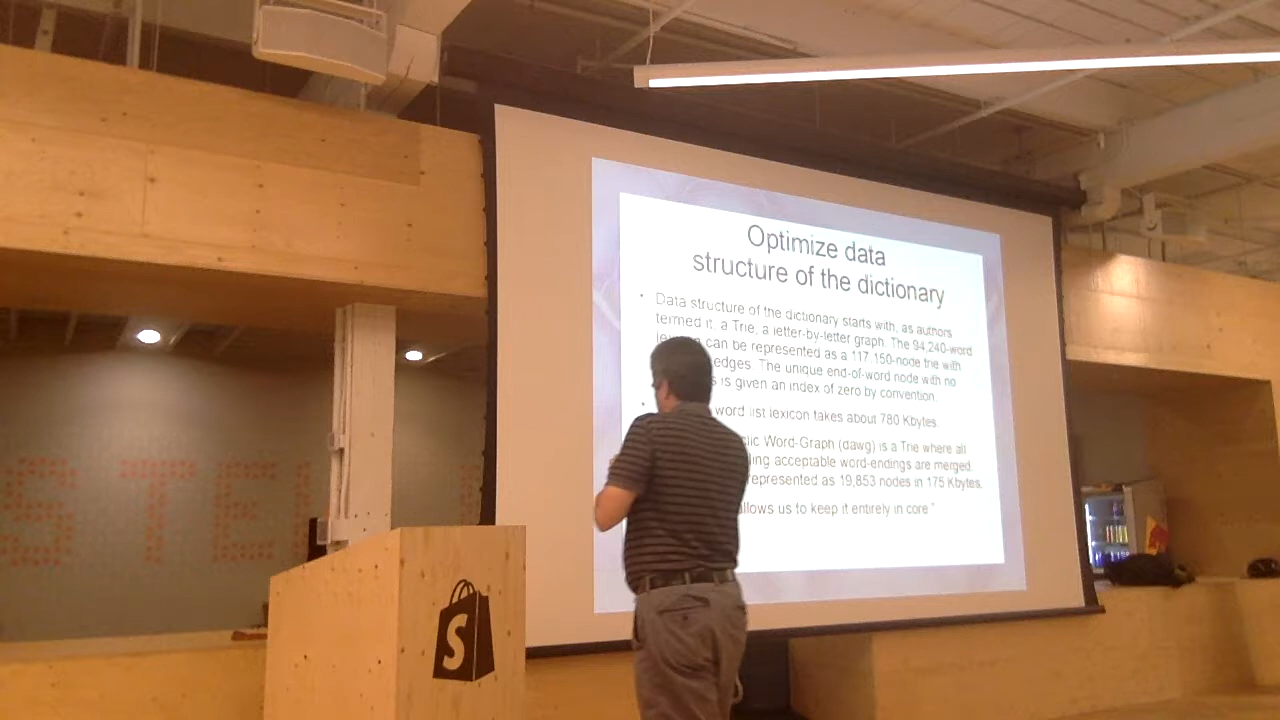 Optimize data
structure of the dictionary
• Data structure of the dictionary starts with, as authors
termed it, a Trie, a letter-by-letter graph. The 94,240-word
can be represented as a 117,150-node trie with
edges. The unique end-of-word node with no
is given an index of zero by convention.
• word list lexicon takes about 780 Kbytes.
Word-Graph (dawg) is a Trie where all
acceptable word-endings are merged.
represented as 19,853 nodes in 175 Kbytes.
allows us to keep it entirely in core "
STE
S